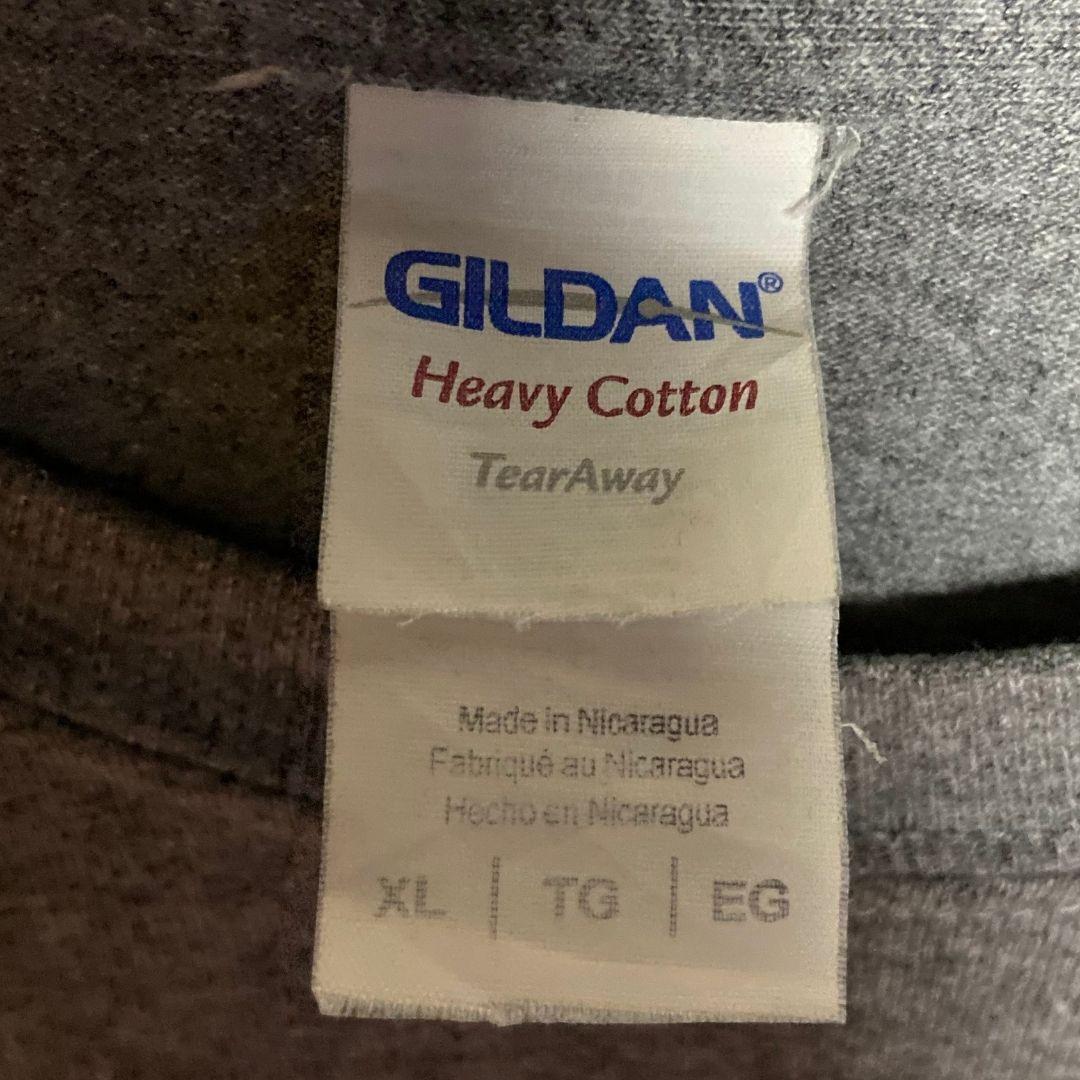 GILDAN®
Heavy Cotton
TearAway
Made in Nicaragua
Fabriqué au Nicaragua
Hecho en Nicaragua
XL | TG | EG